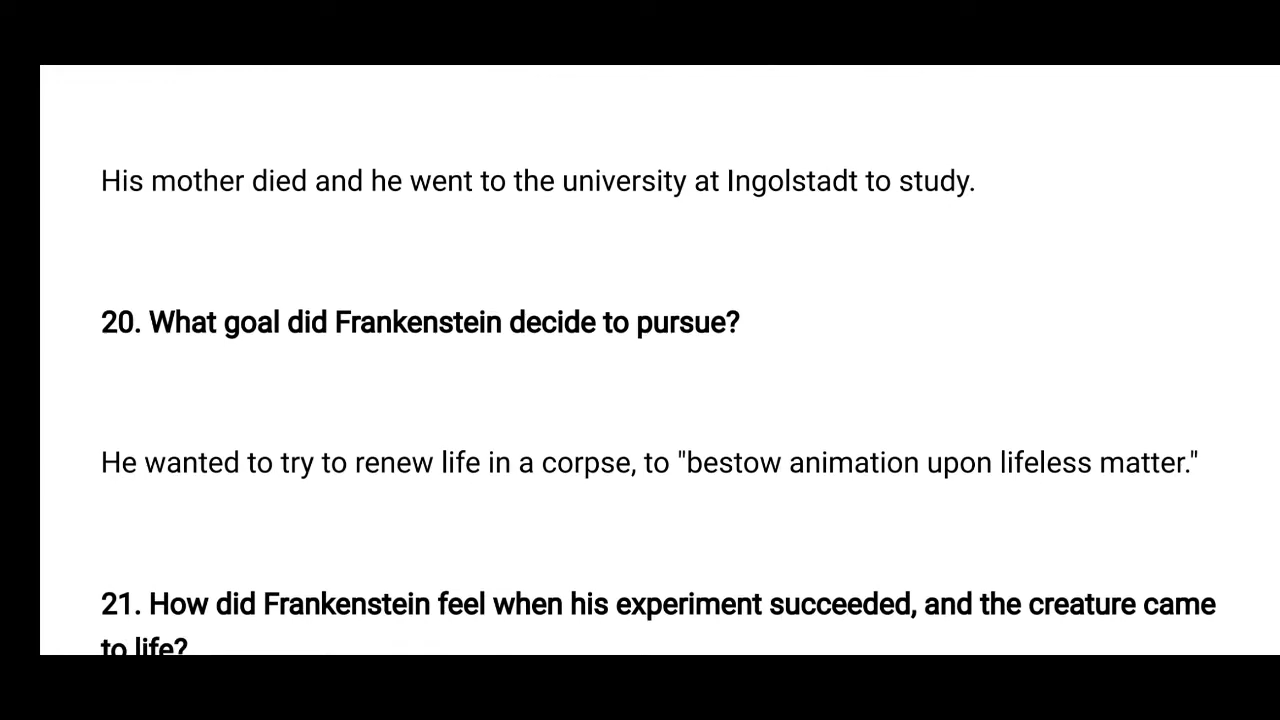 His mother died and he went to the university at Ingolstadt to study.
20. What goal did Frankenstein decide to pursue?
He wanted to try to renew life in a corpse, to "bestow animation upon lifeless matter."
21. How did Frankenstein feel when his experiment succeeded, and the creature came
to life?